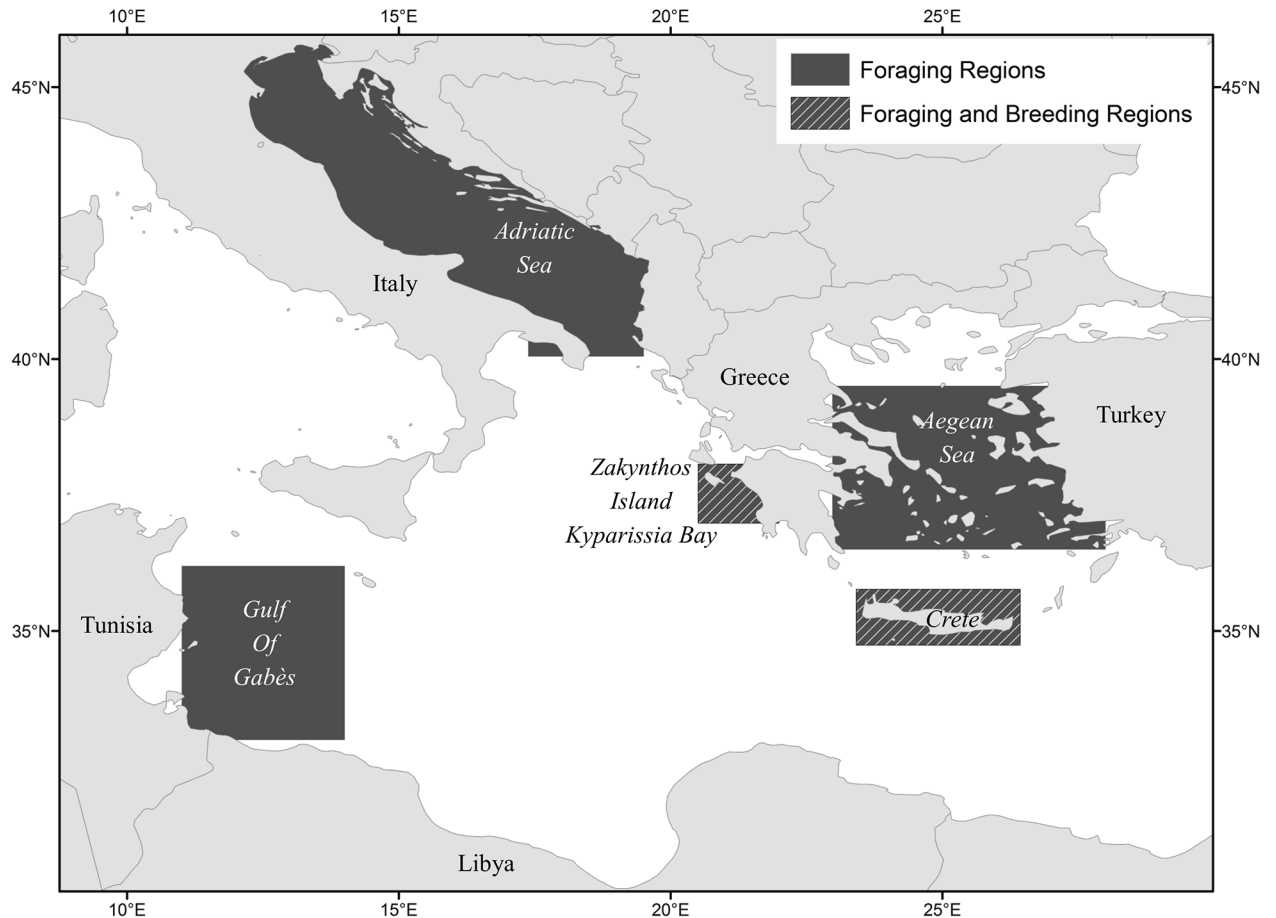 10°E
15°E
20°E
25°E
45°N
45°N
Foraging Regions
Foraging and Breeding Regions
Adriatic
Sea
Italy
40°N
40°N
Greece
Aegean
Sea
Turkey
Zakynthos
Island
Kyparissia Bay
Gulf
Of
Gabès
Tunisia
Crete
35°N
35°N
Libya
10°E
15°E
20°E
25°E